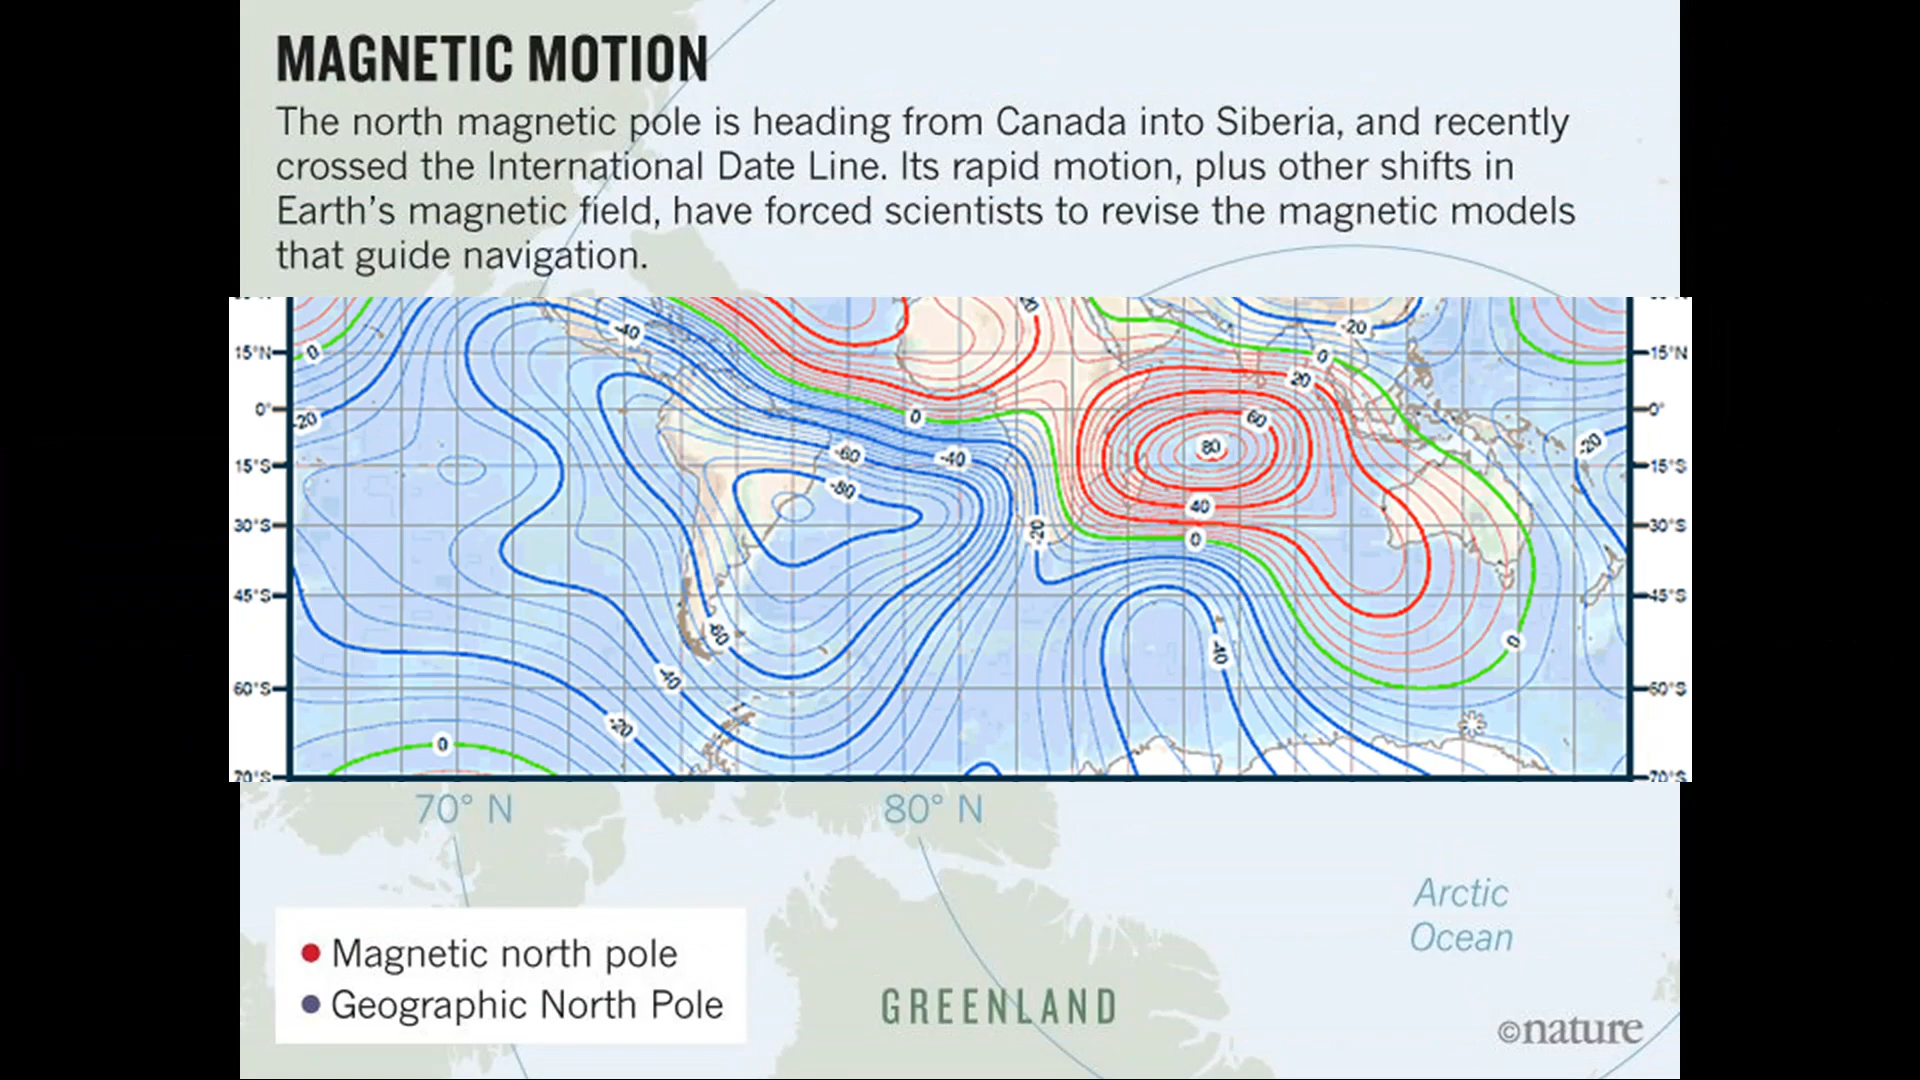 MAGNETIC MOTION
The north magnetic pole is heading from Canada into Siberia, and recently
crossed the International Date Line. Its rapid motion, plus other shifts in
Earth's magnetic field, have forced scientists to revise the magnetic models
that guide navigation.
-40
-20
0
15°N
0
20
15°N
0°
-20
0
60
0°
-20
15°S
-60
-40
80
15°S
-80
40
30°S
-20
0
30°S
45°S
45°S
-60
-40
0
60°S
-40
60°S
-20
0
70°S
70°S
70° N
80° N
Arctic
Ocean
Magnetic north pole
Geographic North Pole
GREENLAND
©nature